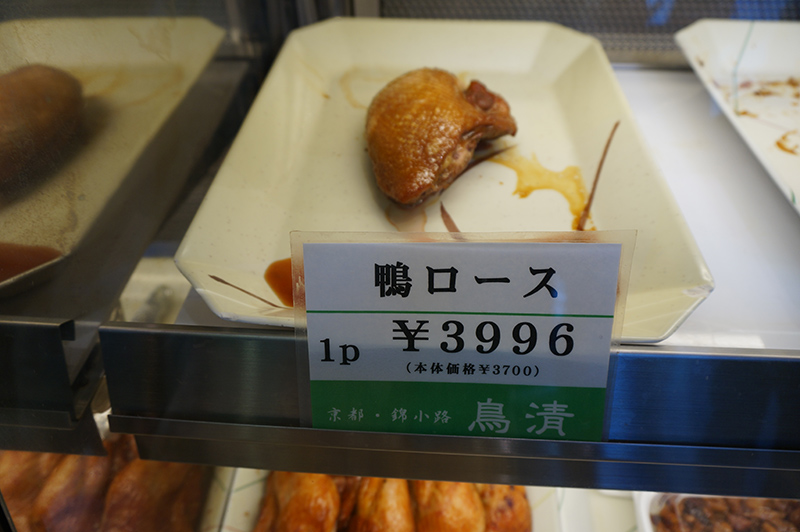 鴨ロース
1p ¥3996
(本体価格¥3700)
京都・錦小路 鳥清